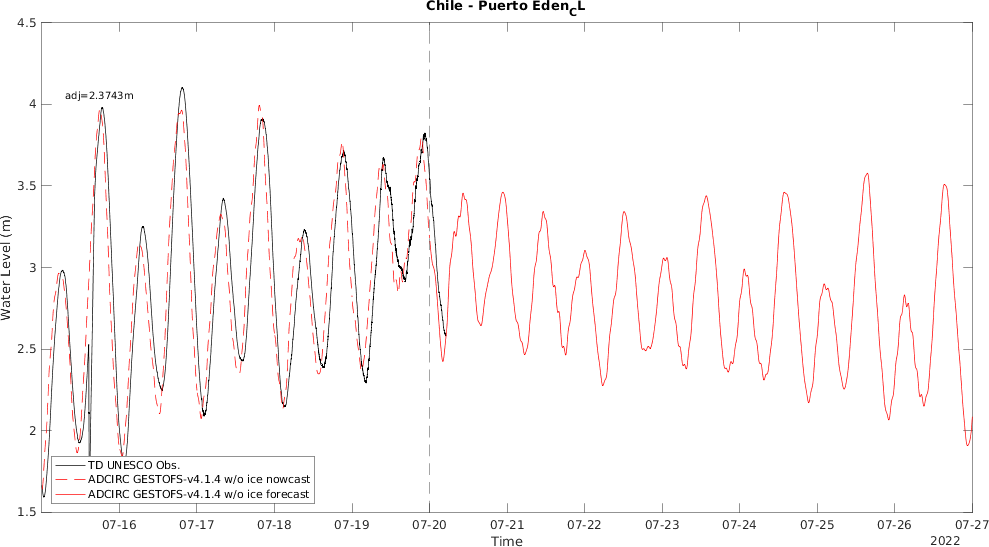 Chile - Puerto Eden_CL
4.5
4
3.5
3
2.5
2
1.5
Water Level (m)
adj=2.3743m
TD UNESCO Obs.
ADCIRC GESTOFS-v4.1.4 w/o ice nowcast
ADCIRC GESTOFS-v4.1.4 w/o ice forecast
07-16 07-17 07-18 07-19 07-20 07-21 07-22 07-23 07-24 07-25 07-26 07-27
Time
2022